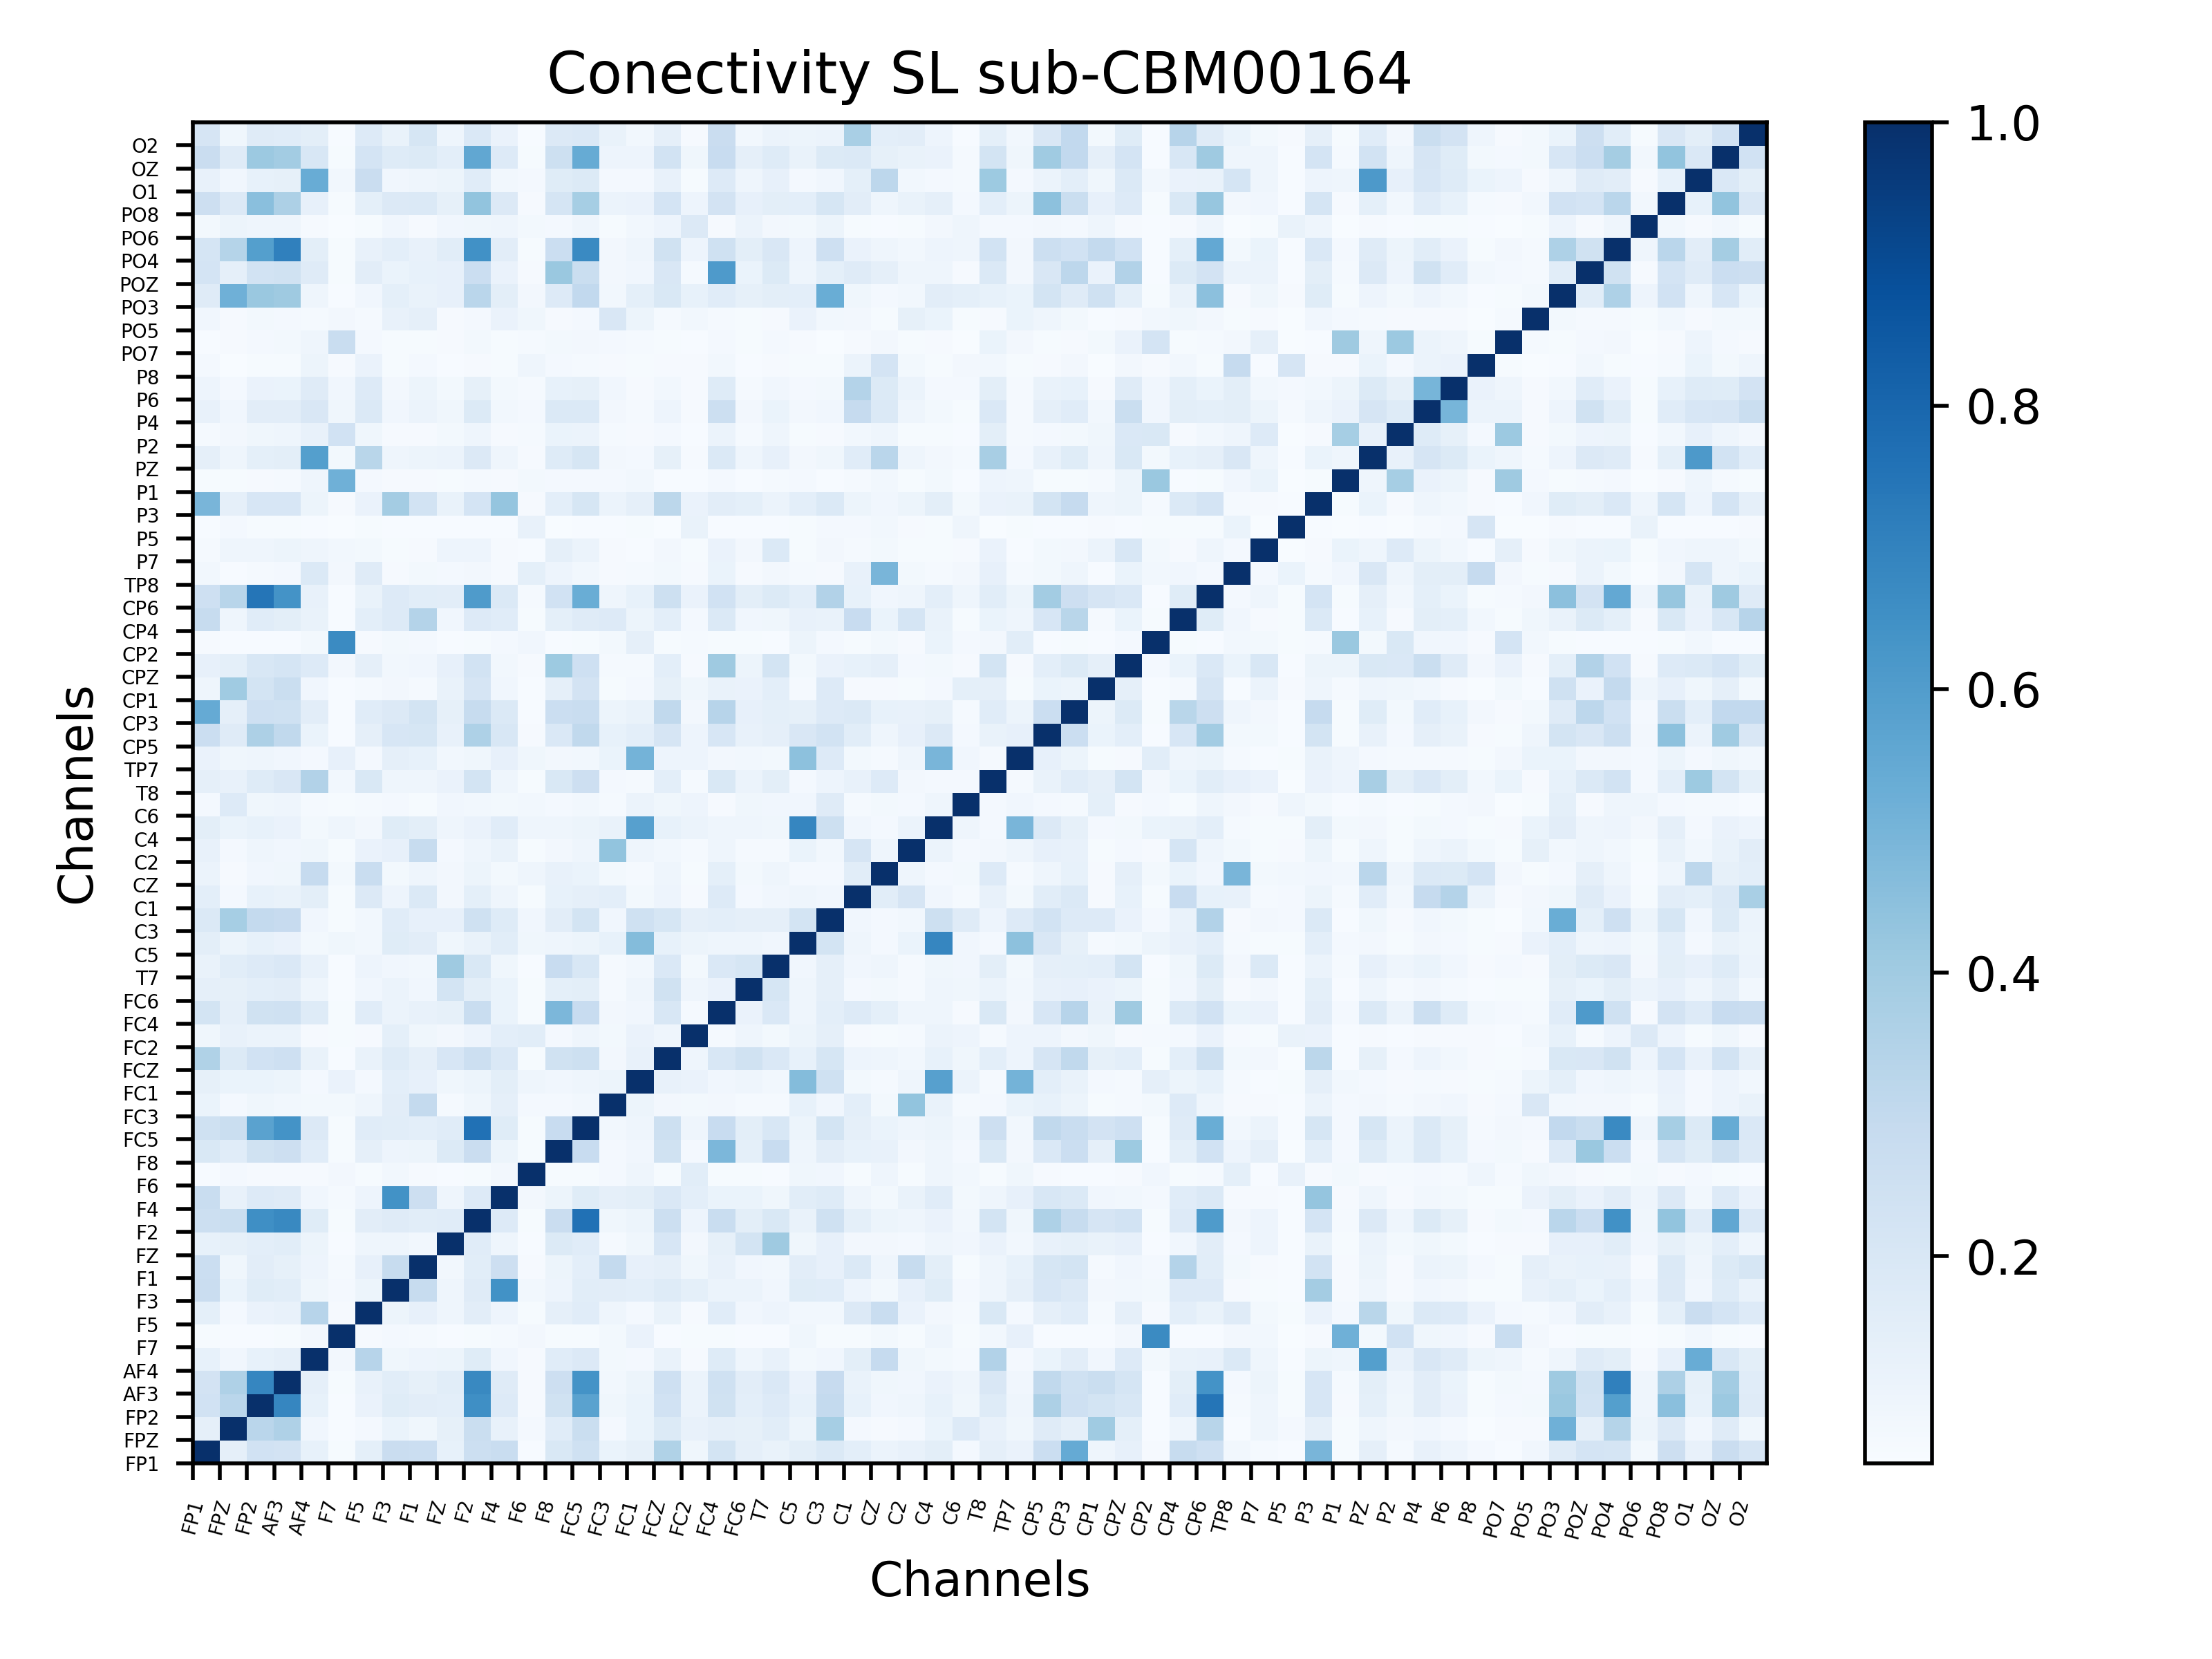 Conectivity SL sub-CBM00164
O2
OZ
O1
PO8
PO6
PO4
POZ
PO3
PO5
PO7
P8
P6
P4
P2
PZ
P1
P3
P5
P7
TP8
CP6
CP4
CP2
CPZ
CP1
CP3
CP5
TP7
T8
C6
C4
C2
CZ
C1
C3
C5
T7
FC6
FC4
FC2
FCZ
FC1
FC3
FC5
F8
F6
F4
F2
FZ
F1
F3
F5
F7
AF4
AF3
FP2
FPZ
FP1
Channels
FP1 FPZ FP2 AF3 AF4 F7 F5 F3 F1 FZ F2 F4 F6 F8 FC5 FC3 FC1 FCZ FC2 FC4 FC6 T7 C5 C3 C1 CZ C2 C4 C6 T8 TP7 CP5 CP3 CP1 CPZ CP2 CP4 CP6 TP8 P7 P5 P3 P1 PZ P2 P4 P6 P8 PO7 PO5 PO3 POZ PO4 PO6 PO8 O1 OZ O2
Channels
1.0
0.8
0.6
0.4
0.2